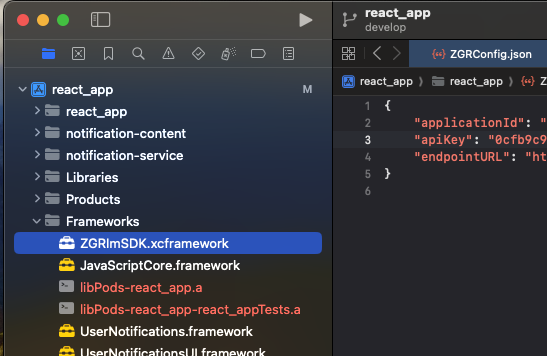 react_app
develop
ZGRConfig.json
react_app
M
react_app
notification-content
notification-service
Libraries
Products
Frameworks
ZGRImSDK.xcframework
JavaScriptCore.framework
libPods-react_app.a
libPods-react_app-react_appTests.a
UserNotifications.framework
UserNotificationsUI.framework
react_app react_app Z
1 {
2 "applicationId": "
3 "apiKey": "0cfb9c9
4 "endpointURL": "ht
5 }
6